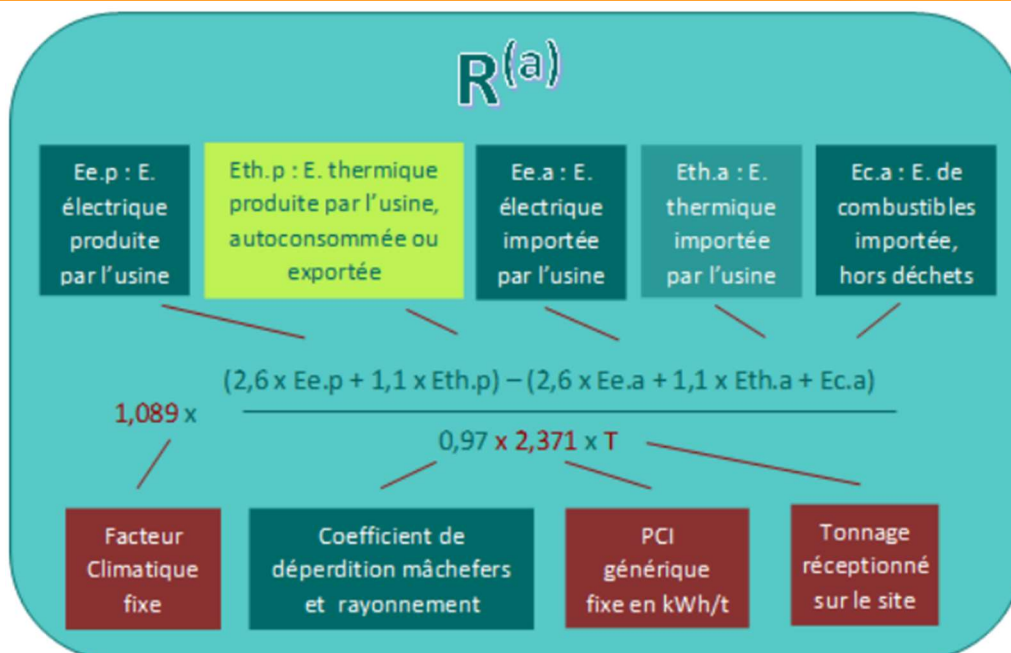 R(a)
Ee.p : E.
électrique
produite
par l'usine
Eth.p : E. thermique
produite par l'usine,
autoconsommée ou
exportée
Ee.a : E.
électrique
importée
par l'usine
Eth.a : E.
thermique
importée
par l'usine
Ec.a : E. de
combustibles
importée,
hors déchets
(2,6 x Ee.p + 1,1 x Eth.p) – (2,6 x Ee.a + 1,1 x Eth.a + Ec.a)
1,089 x
0,97 x 2,371 x T
Facteur
Climatique
fixe
Coefficient de
déperdition mâchefers
et rayonnement
PCI
générique
fixe en kWh/t
Tonnage
réceptionné
sur le site